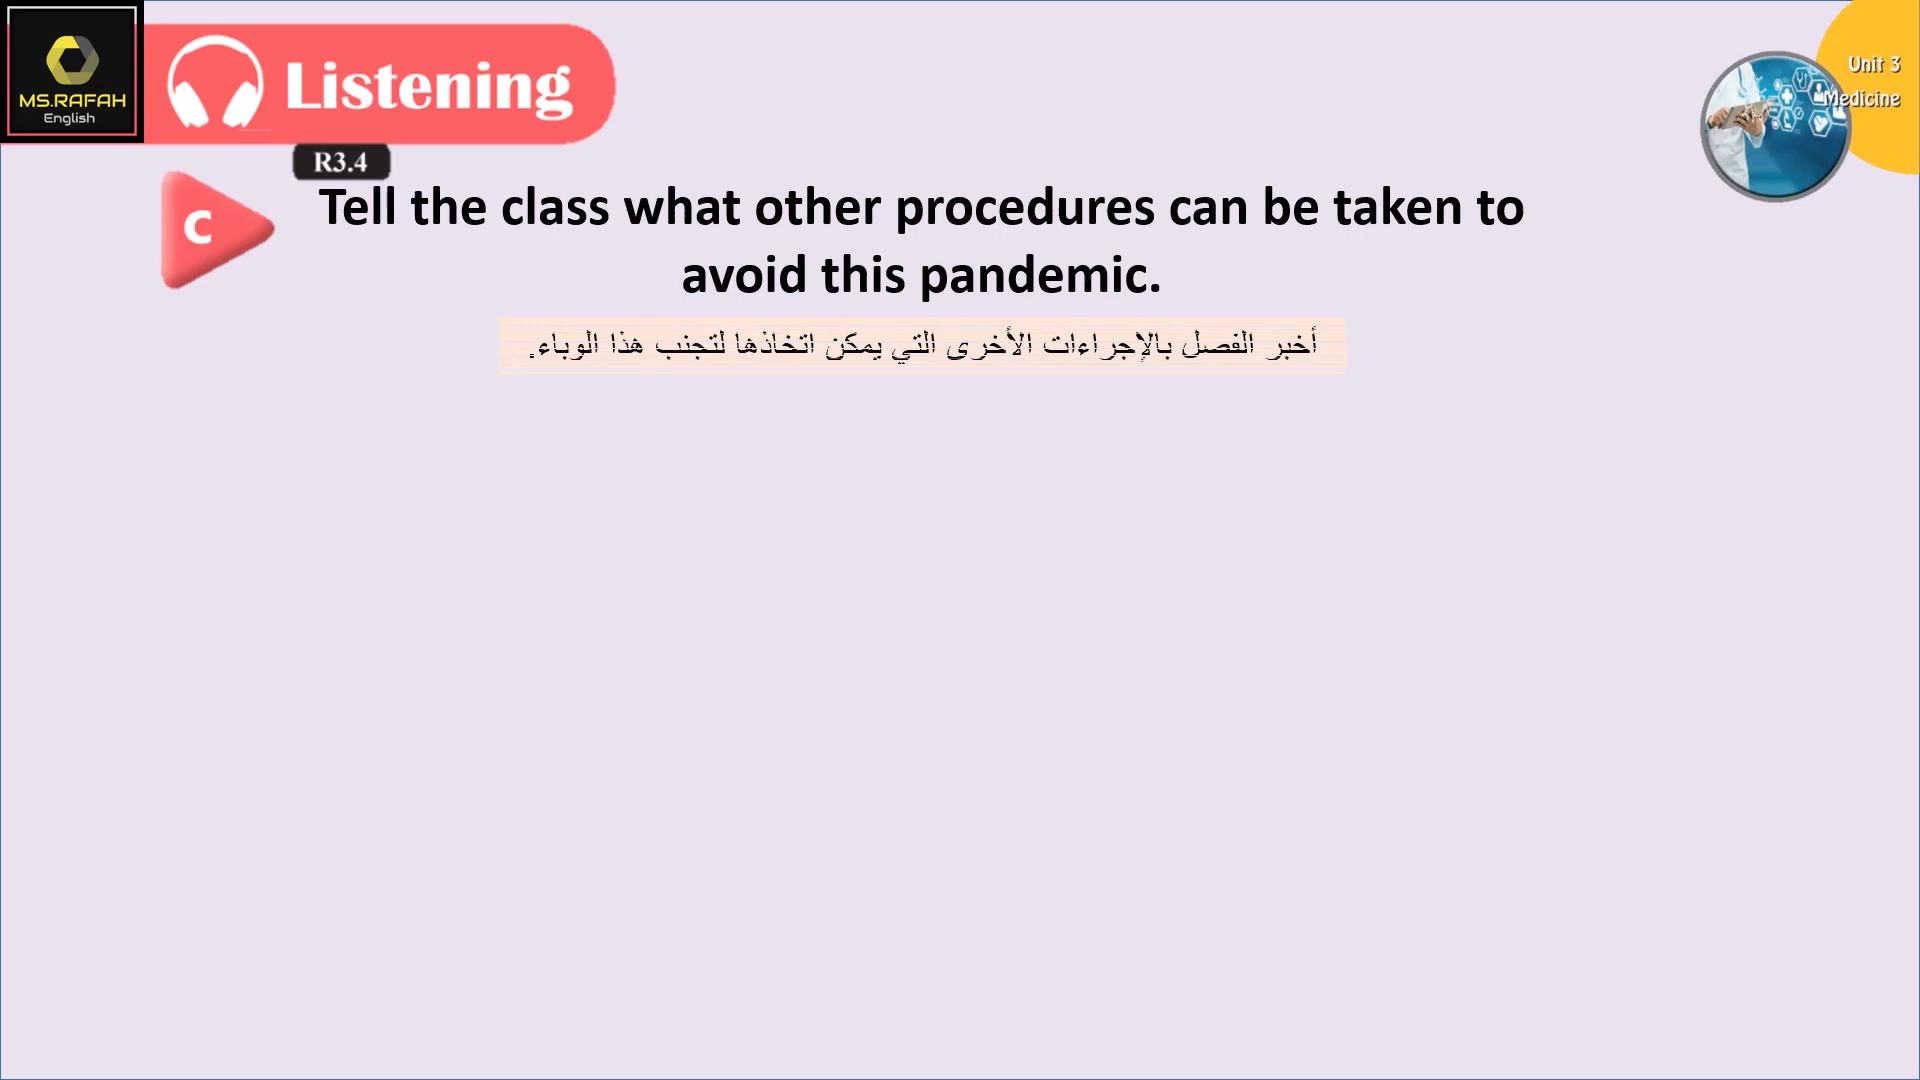 MS.RAFAH
English
Listening
Unit 3
Medicine
R3.4
C
Tell the class what other procedures can be taken to
avoid this pandemic.
أخبر الفصل بالإجراءات الأخرى التي يمكن اتخاذها لتجنب هذا الوباء.